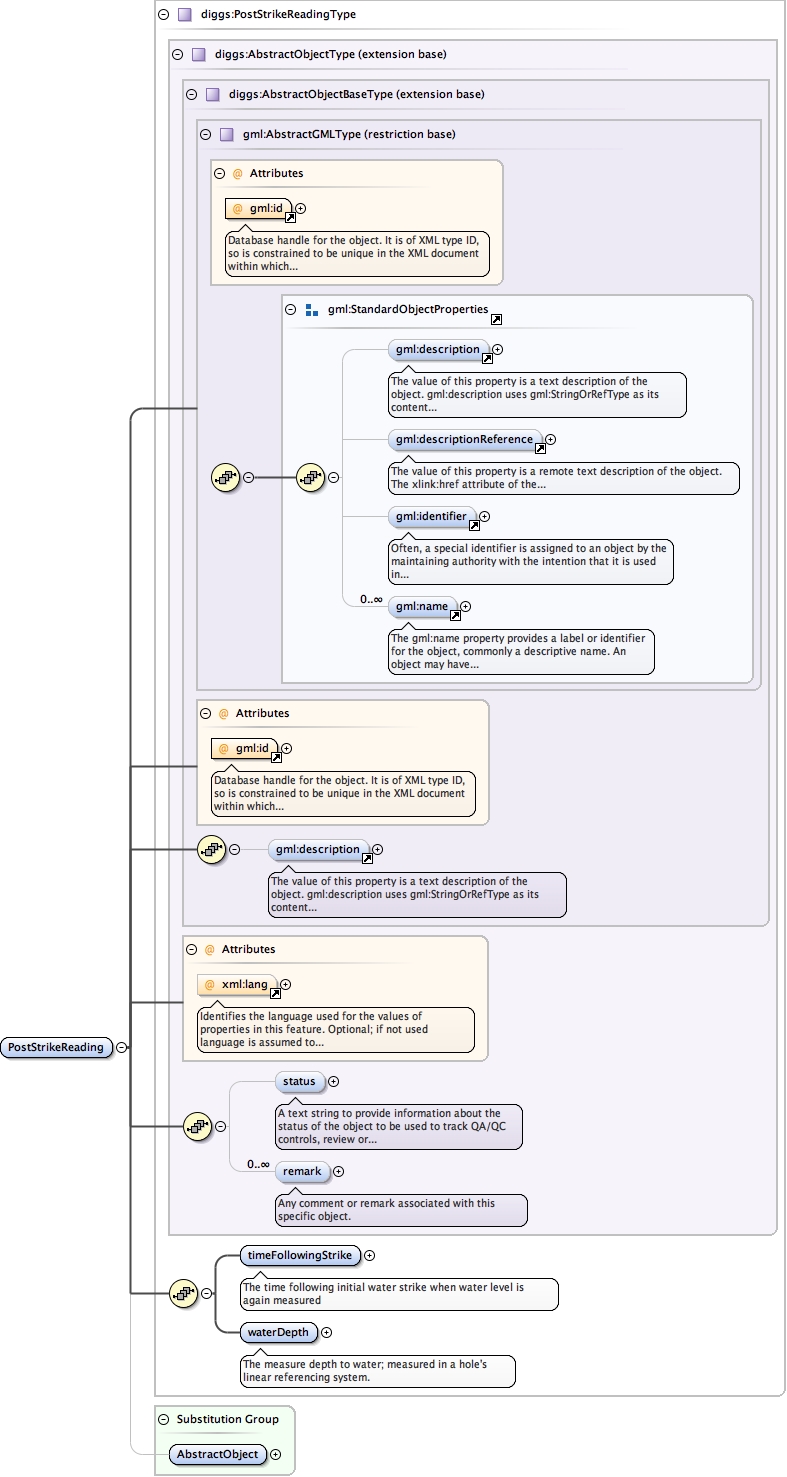 diggs:PostStrikeReadingType
diggs:AbstractObjectType (extension base)
diggs:AbstractObjectBaseType (extension base)
gml:AbstractGMLType (restriction base)
@ Attributes
@ gml:id
Database handle for the object. It is of XML type ID,
so is constrained to be unique in the XML document
within which...
gml:StandardObjectProperties
gml:description
The value of this property is a text description of the
object. gml:description uses gml:StringOrRefType as its
content...
gml:descriptionReference
The value of this property is a remote text description of the object.
The xlink:href attribute of the...
gml:identifier
Often, a special identifier is assigned to an object by the
maintaining authority with the intention that it is used
in...
0..∞
gml:name
The gml:name property provides a label or identifier
for the object, commonly a descriptive name. An
object may have...
@ Attributes
@ gml:id
Database handle for the object. It is of XML type ID,
so is constrained to be unique in the XML document
within which...
gml:description
The value of this property is a text description of the
object. gml:description uses gml:StringOrRefType as its
content...
@ Attributes
@ xml:lang
Identifies the language used for the values of
properties in this feature. Optional; if not used
language is assumed to...
PostStrikeReading
status
A text string to provide information about the
status of the object to be used to track QA/QC
controls, review or...
0..∞
remark
Any comment or remark associated with this
specific object.
timeFollowingStrike
The time following initial water strike when water level is
again measured
waterDepth
The measure depth to water; measured in a hole's
linear referencing system.
Substitution Group
AbstractObject